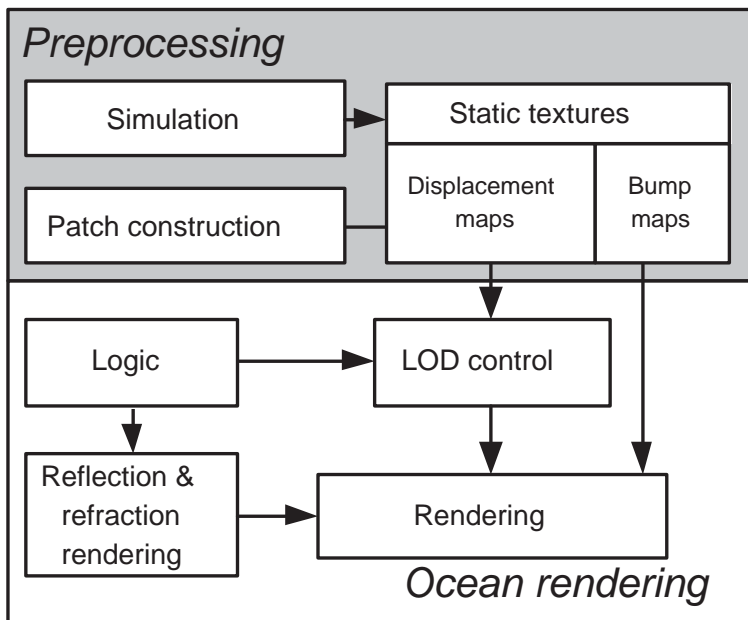 Preprocessing
Simulation
Static textures
Displacement
maps
Bump
maps
Patch construction
Logic
LOD control
Reflection &
refraction
rendering
Rendering
Ocean rendering